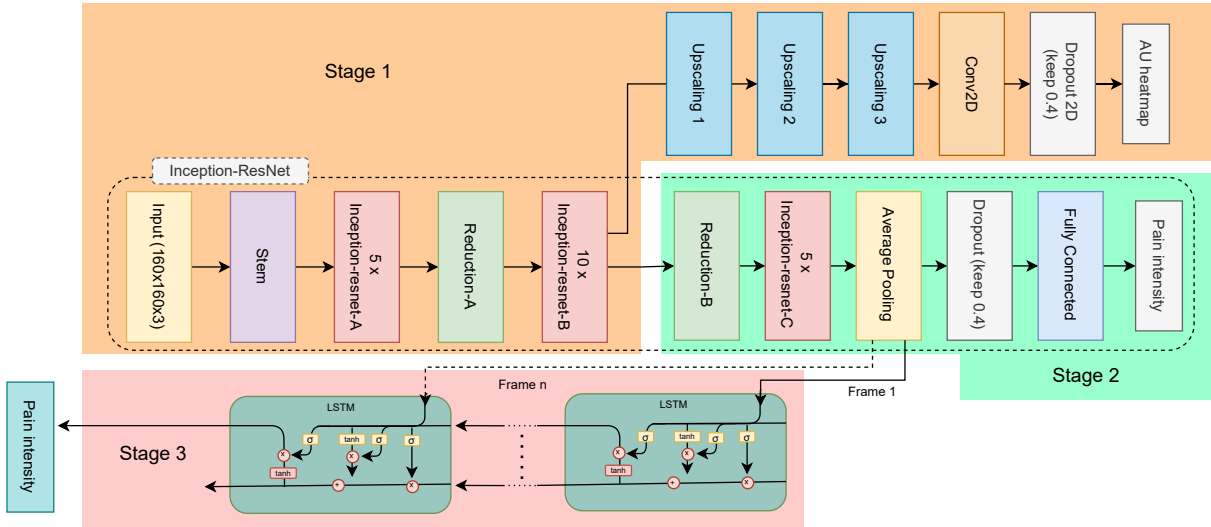 Stage 1
Upscaling 1
Upscaling 2
Upscaling 3
Conv2D
Dropout 2D
(keep 0.4)
AU heatmap
Inception-ResNet
Input (160x160x3)
Stem
5 x
Inception-resnet-A
Reduction-A
10 x
Inception-resnet-B
Reduction-B
5 x
Inception-resnet-C
Average Pooling
Dropout (keep 0.4)
Fully Connected
Pain intensity
Stage 2
Frame n
Frame 1
Pain intensity
Stage 3
LSTM
σ
tanh
σ
σ
x
x
tanh
+
x
LSTM
σ
tanh
σ
σ
x
x
tanh
+
x